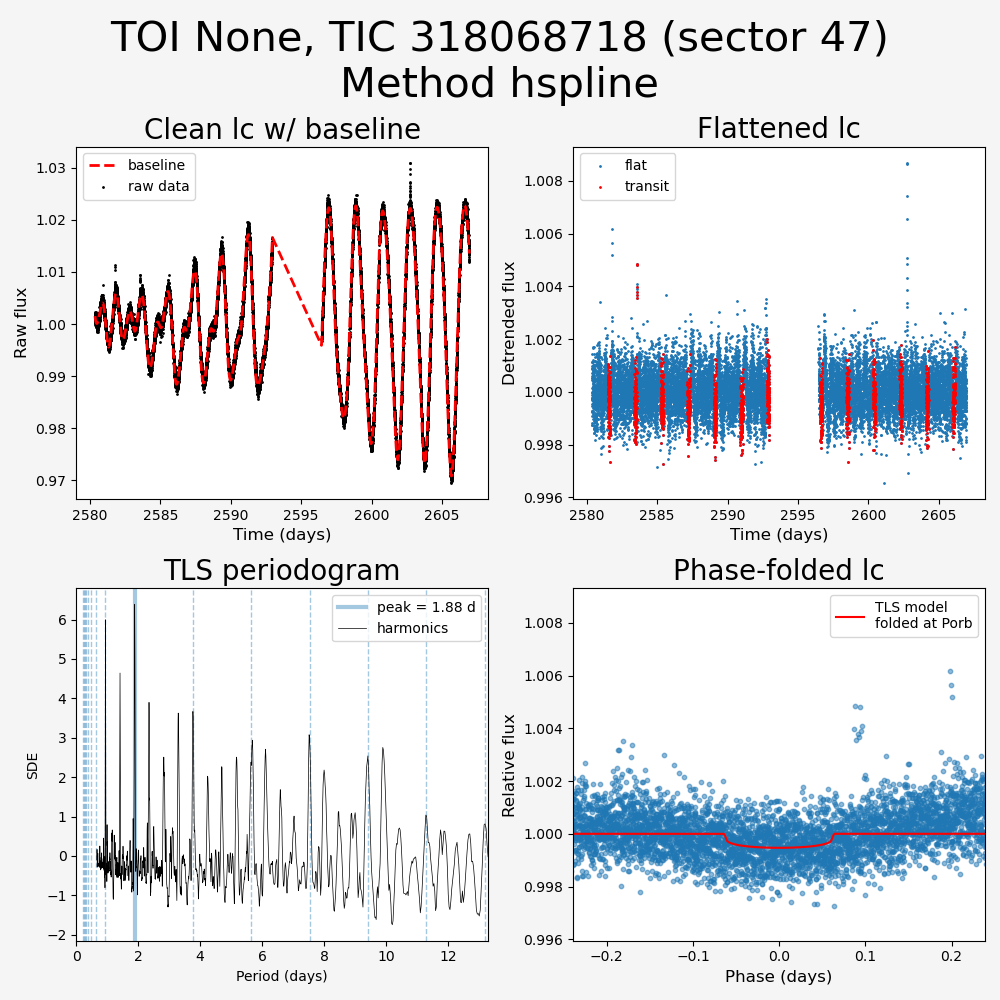 TOI None, TIC 318068718 (sector 47)
Method hspline
Clean lc w/ baseline
baseline
raw data
1.03
1.02
1.01
1.00
0.99
0.98
0.97
Raw flux
2580
2585
2590
2595
2600
2605
Time (days)
Flattened lc
flat
transit
1.008
1.006
1.004
1.002
1.000
0.998
0.996
Detrended flux
2580
2585
2590
2595
2600
2605
Time (days)
TLS periodogram
peak = 1.88 d
harmonics
6
5
4
3
2
1
0
−1
−2
SDE
0
2
4
6
8
10
12
Period (days)
Phase-folded lc
TLS model
folded at Porb
1.008
1.006
1.004
1.002
1.000
0.998
0.996
Relative flux
−0.2
−0.1
0.0
0.1
0.2
Phase (days)